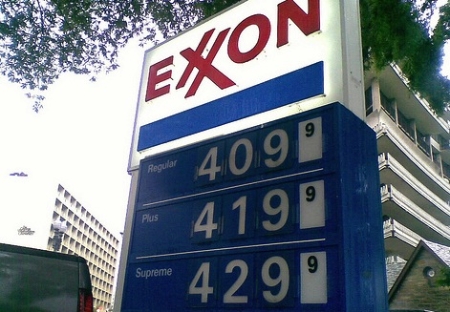 EXXON
Regular 409 9
Plus 419 9
Supreme 429 9